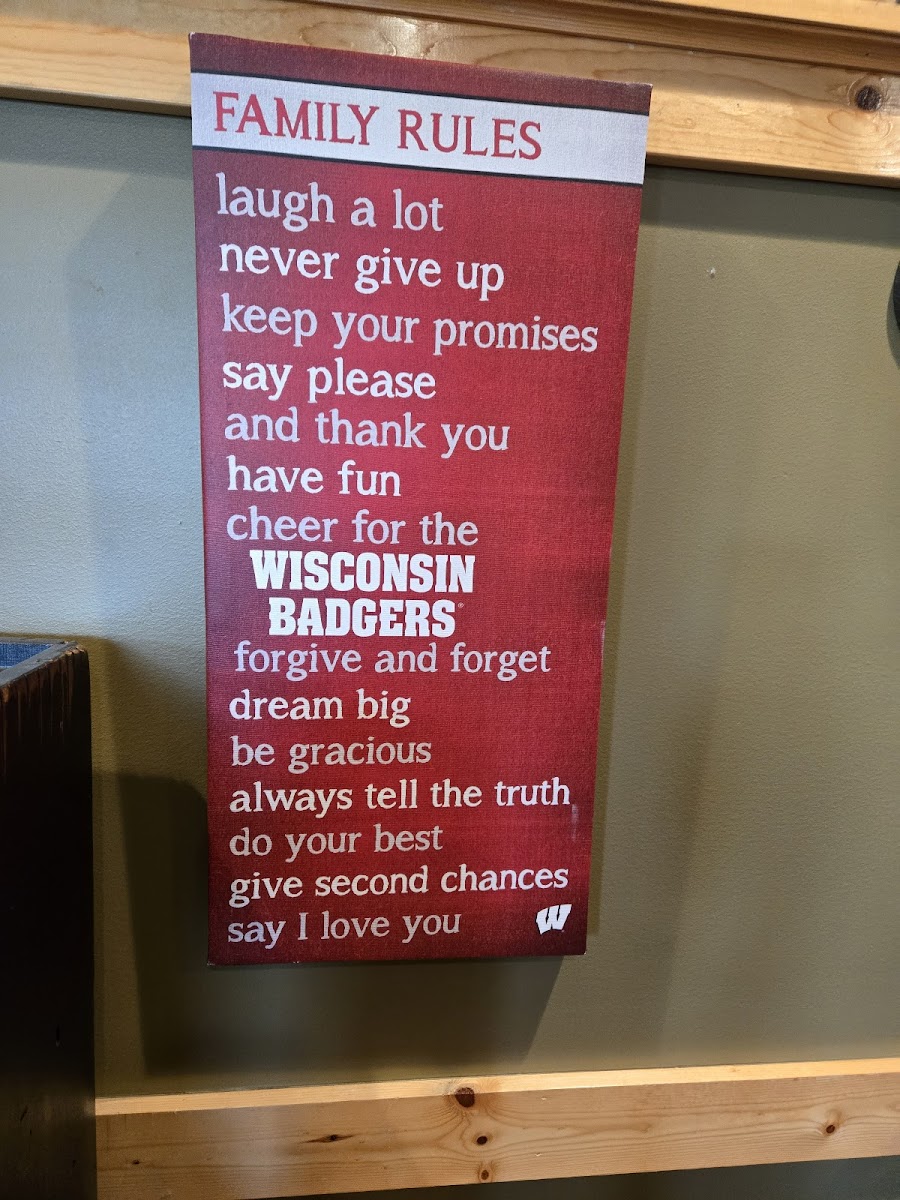 FAMILY RULES
laugh a lot
never give up
keep your promises
say please
and thank you
have fun
cheer for the
WISCONSIN
BADGERS®
forgive and forget
dream big
be gracious
always tell the truth
do your best
give second chances
say I love you
W